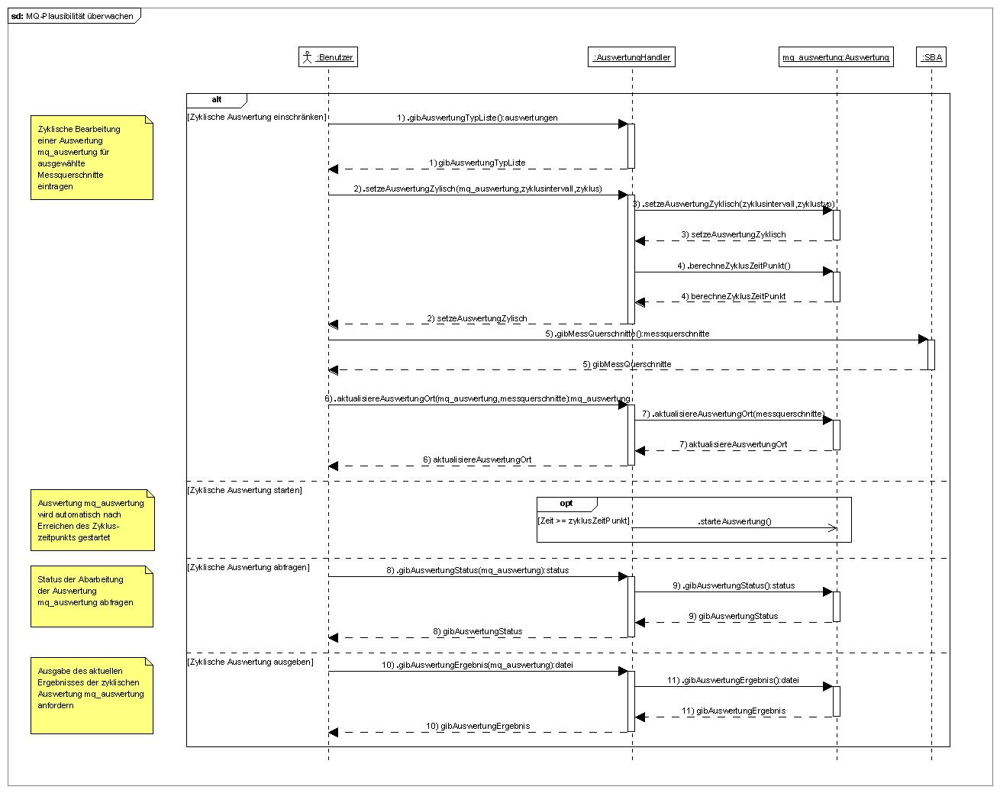 sd: MQ-Plausibilität überwachen
:Benutzer
:AuswertungHandler
mq_auswertung:Auswertung
:SBA
alt
[Zyklische Auswertung einschränken]
Zyklische Bearbeitung
einer Auswertung
mq_auswertung für
ausgewählte
Messquerschnitte
eintragen
1) .gibAuswertungTypListe():auswertungen
1) gibAuswertungTypListe
2) .setzeAuswertungZylisch(mq_auswertung,zyklusintervall,zyklus)
3) .setzeAuswertungZyklisch(zyklusintervall,zyklustyp)
3) setzeAuswertungZyklisch
4) .berechneZyklusZeitPunkt()
4) berechneZyklusZeitPunkt
2) setzeAuswertungZylisch
5) .gibMessQuerschnitte():messquerschnitte
5) gibMessQuerschnitte
6) .aktualisiereAuswertungOrt(mq_auswertung,messquerschnitte):mq_auswertung
7) .aktualisiereAuswertungOrt(messquerschnitte)
7) aktualisiereAuswertungOrt
6) aktualisiereAuswertungOrt
[Zyklische Auswertung starten]
Auswertung mq_auswertung
wird automatisch nach
Erreichen des Zyklus-
zeitpunkts gestartet
opt
[Zeit >= zyklusZeitPunkt]
.starteAuswertung()
[Zyklische Auswertung abfragen]
Status der Abarbeitung
der Auswertung
mq_auswertung abfragen
8) .gibAuswertungStatus(mq_auswertung):status
9) .gibAuswertungStatus():status
9) gibAuswertungStatus
8) gibAuswertungStatus
[Zyklische Auswertung ausgeben]
Ausgabe des aktuellen
Ergebnisses der zyklischen
Auswertung mq_auswertung
anfordern
10) .gibAuswertungErgebnis(mq_auswertung):datei
11) .gibAuswertungErgebnis():datei
11) gibAuswertungErgebnis
10) gibAuswertungErgebnis